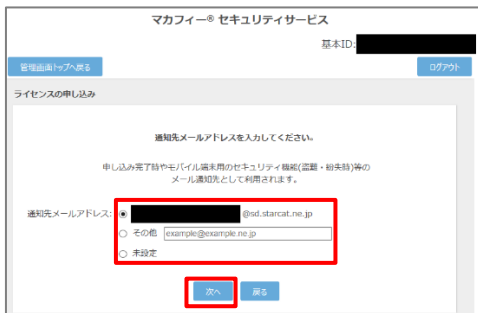 マカフィー® セキュリティサービス
基本ID:
管理画面トップへ戻る
ログアウト
ライセンスの申し込み
通知先メールアドレスを入力してください。
申し込み完了時やモバイル端末用のセキュリティ機能(盗難・紛失時)等の
メール通知先として利用されます。
通知先メールアドレス: @sd.starcat.ne.jp
その他 example@example.ne.jp
未設定
次へ 戻る